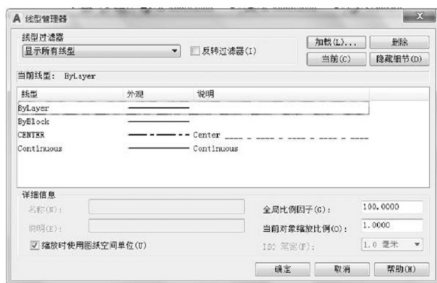 线型管理器
线型过滤器
显示所有线型
反转过滤器(I)
加载(L)...
删除
当前(C)
隐藏细节(D)
当前线型: ByLayer
线型 外观 说明
ByLayer
ByBlock
CENTER Center
Continuous Continuous
详细信息
名称(N):
全局比例因子(G): 100.0000
说明(E):
当前对象缩放比例(O): 1.0000
缩放时使用图纸空间单位(U)
ISO 笔宽(P): 1.0 毫米
确定 取消 帮助(H)